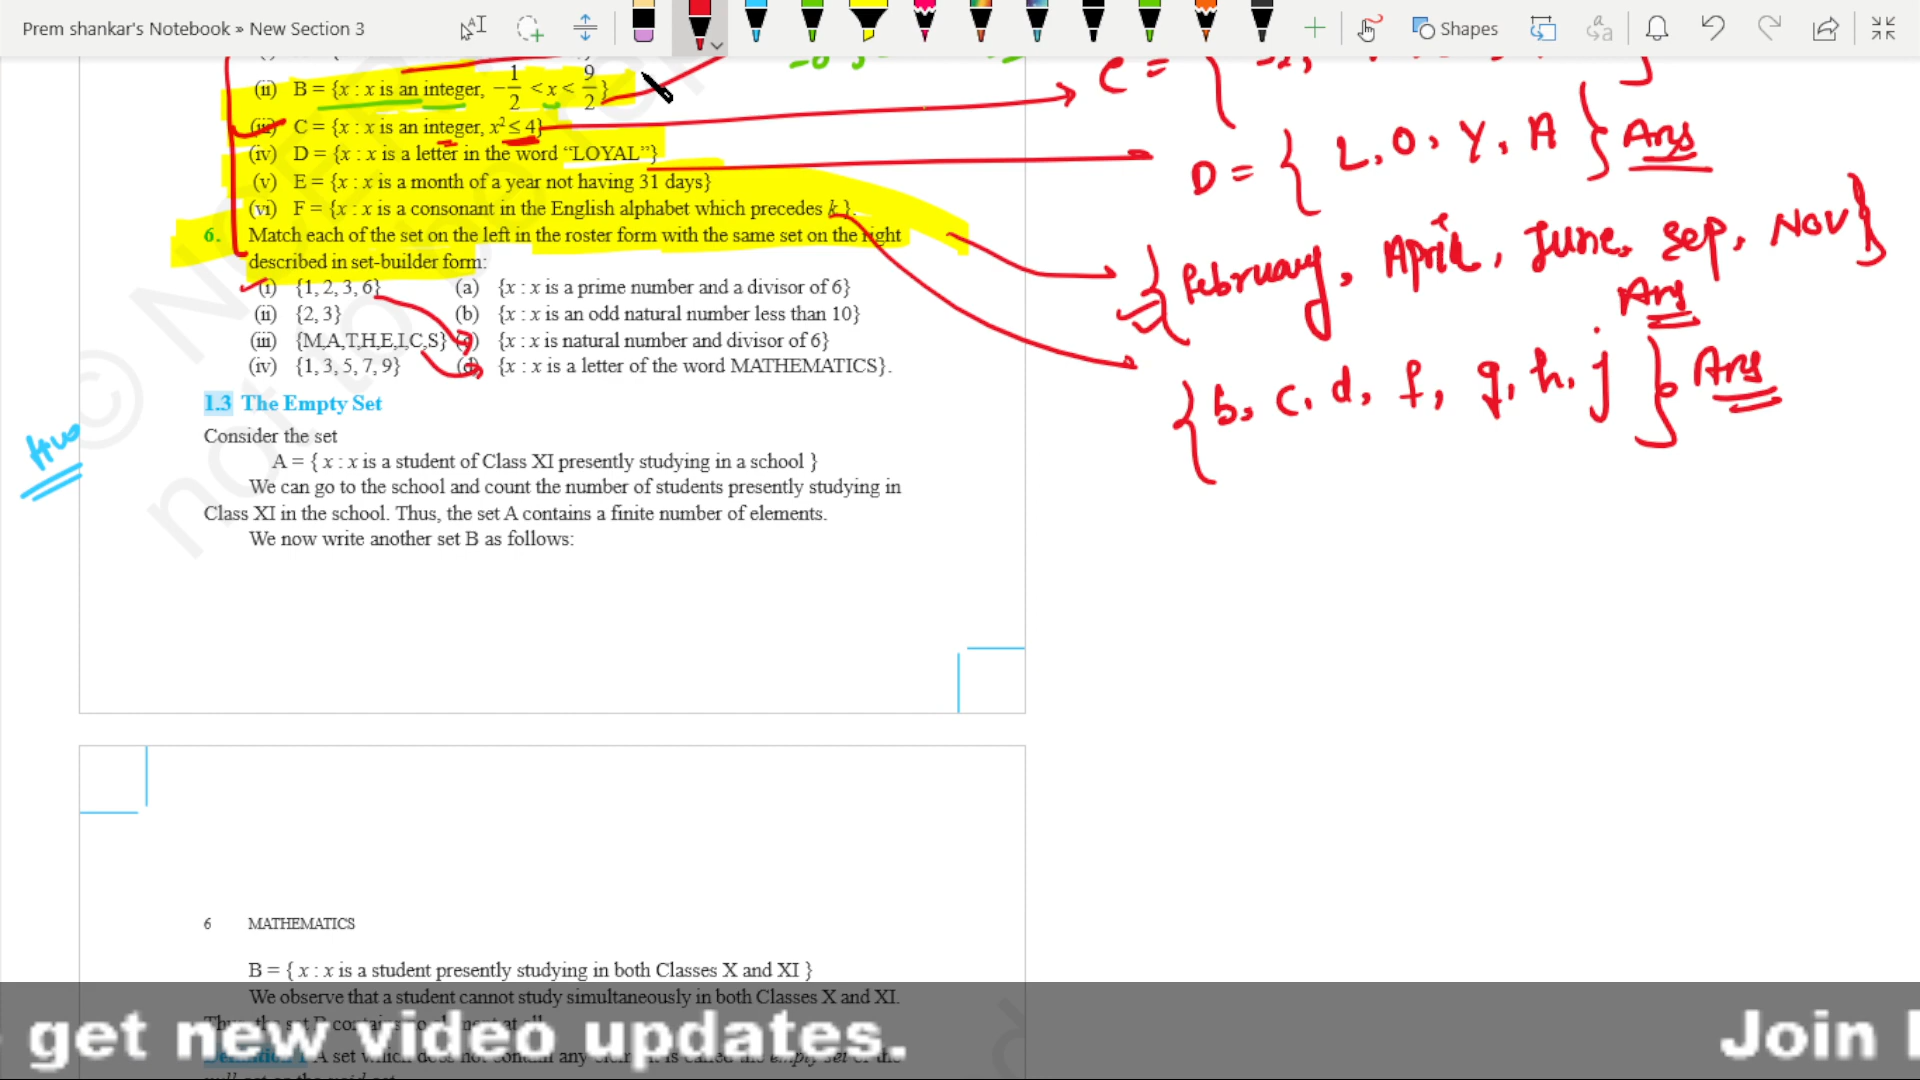 Prem shankar's Notebook » New Section 3
Shapes
(ii) B = {x : x is an integer, −1/2 < x < 9/2}
(iii) C = {x : x is an integer, x² ≤ 4}
(iv) D = {x : x is a letter in the word “LOYAL”}
(v) E = {x : x is a month of a year not having 31 days}
(vi) F = {x : x is a consonant in the English alphabet which precedes k }.
6. Match each of the set on the left in the roster form with the same set on the right
described in set-builder form:
(i) {1, 2, 3, 6} (a) {x : x is a prime number and a divisor of 6}
(ii) {2, 3} (b) {x : x is an odd natural number less than 10}
(iii) {M,A,T,H,E,I,C,S} (c) {x : x is natural number and divisor of 6}
(iv) {1, 3, 5, 7, 9} (d) {x : x is a letter of the word MATHEMATICS}.
1.3 The Empty Set
Consider the set
A = { x : x is a student of Class XI presently studying in a school }
We can go to the school and count the number of students presently studying in
Class XI in the school. Thus, the set A contains a finite number of elements.
We now write another set B as follows:
C = {
D = { L, O, Y, A } Ans
{ February, April, June, Sep, Nov}
Ans
{ b, c, d, f, g, h, j } Ans
6 MATHEMATICS
B = { x : x is a student presently studying in both Classes X and XI }
We observe that a student cannot study simultaneously in both Classes X and XI.
get new video updates.
Join